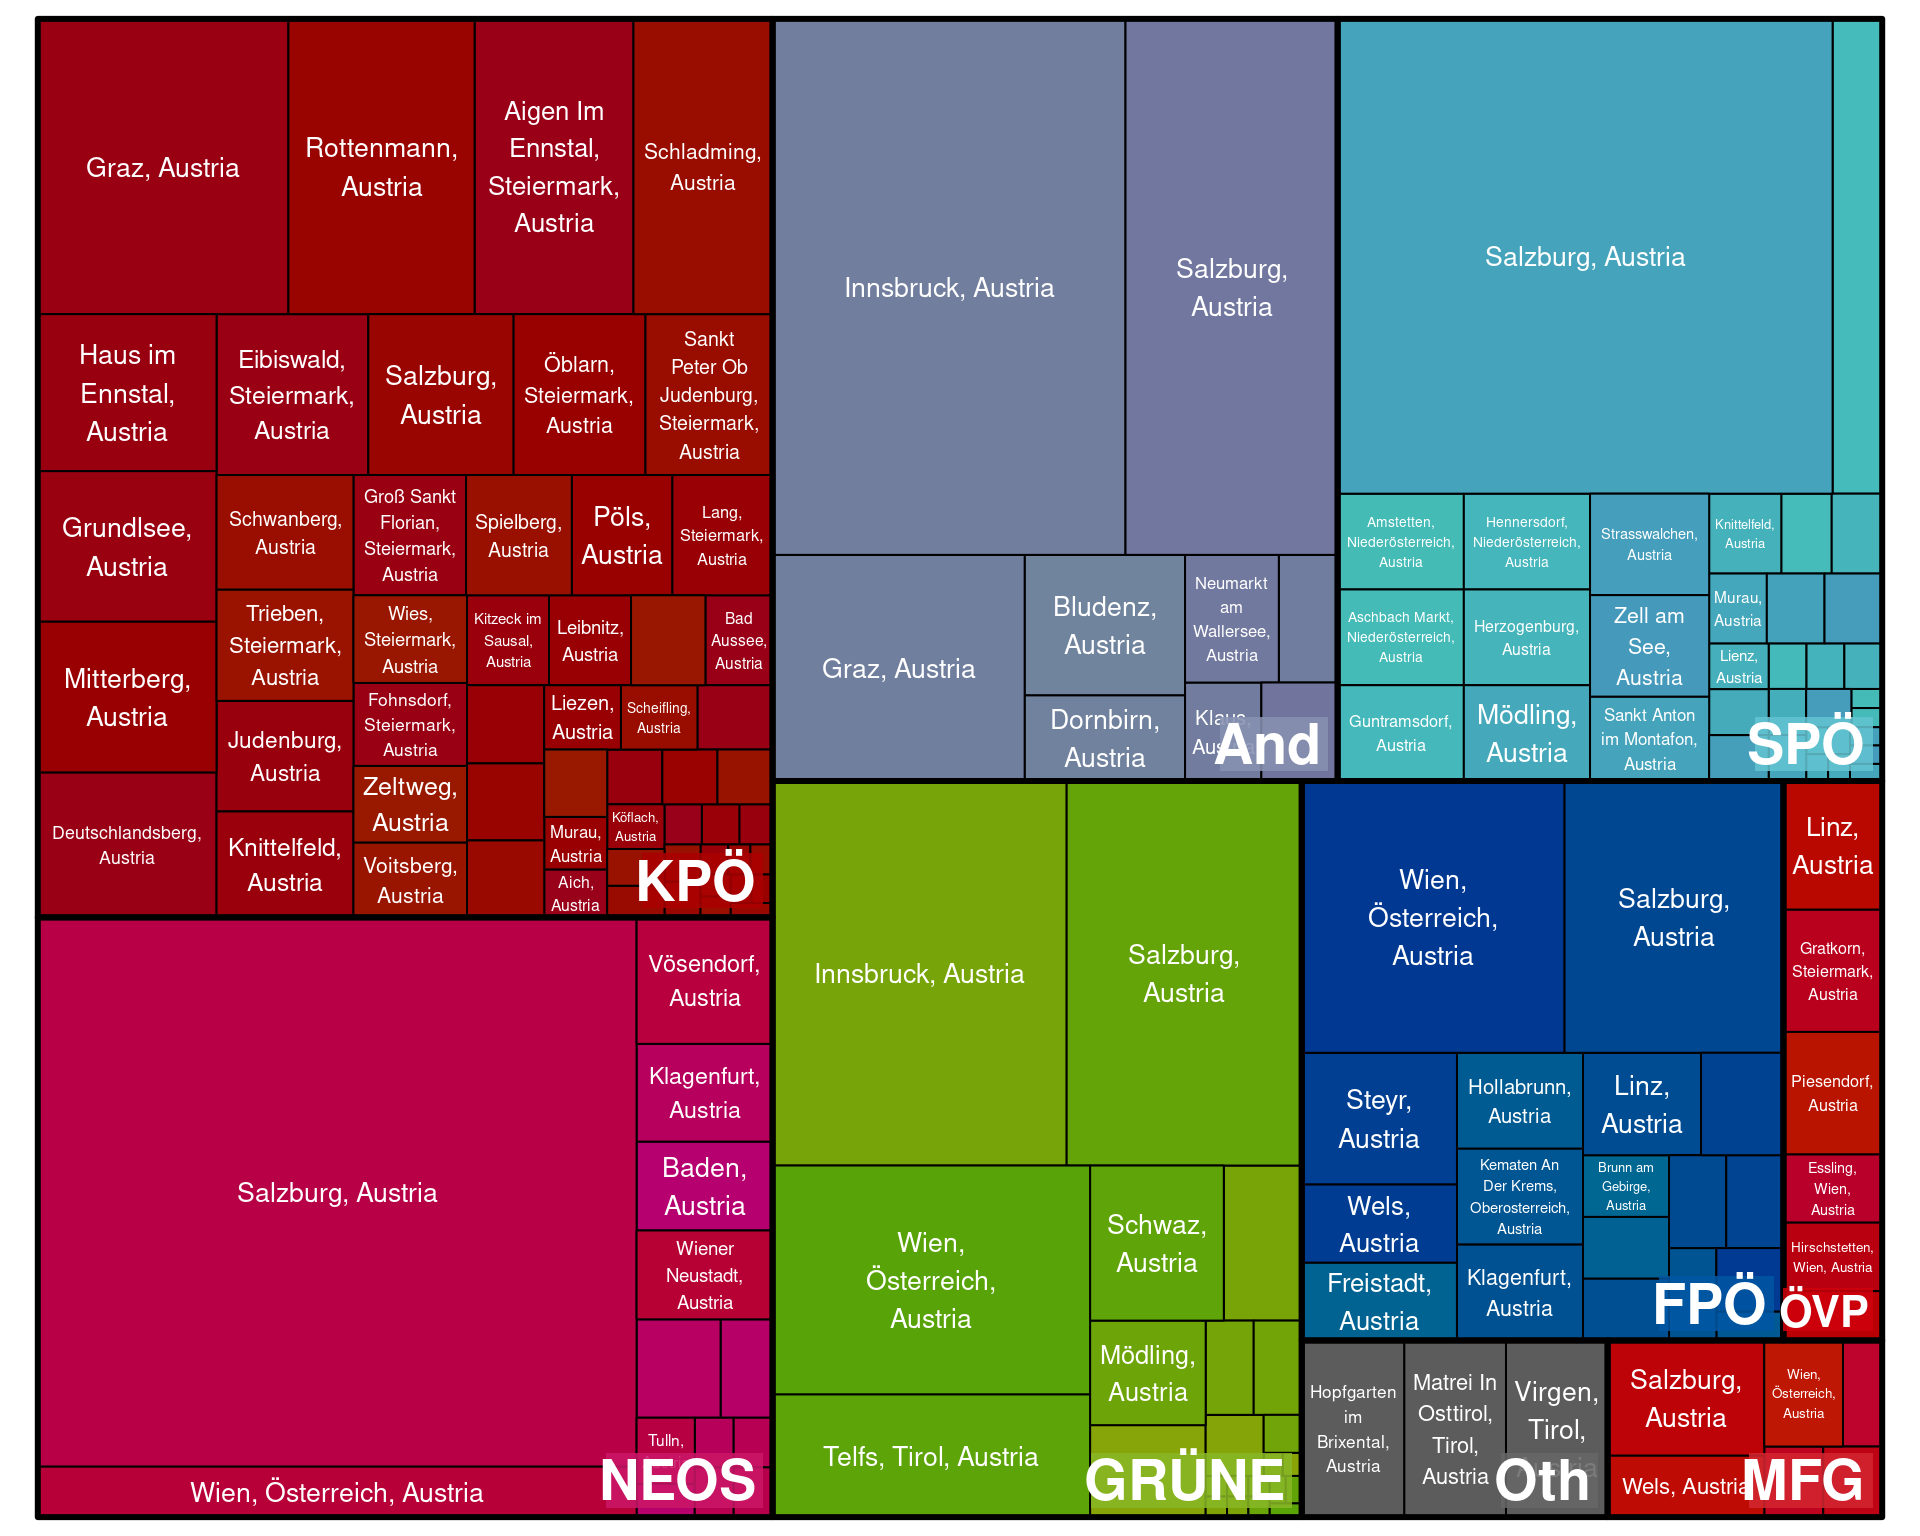 Graz, Austria
Rottenmann,
Austria
Aigen Im
Ennstal,
Steiermark,
Austria
Schladming,
Austria
Haus im
Ennstal,
Austria
Eibiswald,
Steiermark,
Austria
Salzburg,
Austria
Öblarn,
Steiermark,
Austria
Sankt
Peter Ob
Judenburg,
Steiermark,
Austria
Grundlsee,
Austria
Schwanberg,
Austria
Groß Sankt
Florian,
Steiermark,
Austria
Spielberg,
Austria
Pöls,
Austria
Lang,
Steiermark,
Austria
Mitterberg,
Austria
Trieben,
Steiermark,
Austria
Wies,
Steiermark,
Austria
Kitzeck im
Sausal,
Austria
Leibnitz,
Austria
Bad
Aussee,
Austria
Judenburg,
Austria
Fohnsdorf,
Steiermark,
Austria
Liezen,
Austria
Scheifling,
Austria
Deutschlandsberg,
Austria
Knittelfeld,
Austria
Zeltweg,
Austria
Voitsberg,
Austria
Murau,
Austria
Köflach,
Austria
Aich,
Austria
KPÖ
Innsbruck, Austria
Salzburg,
Austria
Graz, Austria
Bludenz,
Austria
Dornbirn,
Austria
Neumarkt
am
Wallersee,
Austria
Klaus,
Austria
And
Salzburg, Austria
Amstetten,
Niederösterreich,
Austria
Hennersdorf,
Niederösterreich,
Austria
Strasswalchen,
Austria
Knittelfeld,
Austria
Aschbach Markt,
Niederösterreich,
Austria
Herzogenburg,
Austria
Zell am
See,
Austria
Murau,
Austria
Lienz,
Austria
Guntramsdorf,
Austria
Mödling,
Austria
Sankt Anton
im Montafon,
Austria
SPÖ
Salzburg, Austria
Vösendorf,
Austria
Klagenfurt,
Austria
Baden,
Austria
Wiener
Neustadt,
Austria
Tulln,
Wien, Österreich, Austria
NEOS
Innsbruck, Austria
Salzburg,
Austria
Wien,
Österreich,
Austria
Schwaz,
Austria
Mödling,
Austria
Telfs, Tirol, Austria
GRÜNE
Wien,
Österreich,
Austria
Salzburg,
Austria
Steyr,
Austria
Hollabrunn,
Austria
Linz,
Austria
Wels,
Austria
Kematen An
Der Krems,
Oberosterreich,
Austria
Brunn am
Gebirge,
Austria
Freistadt,
Austria
Klagenfurt,
Austria
FPÖ
Linz,
Austria
Gratkorn,
Steiermark,
Austria
Piesendorf,
Austria
Essling,
Wien,
Austria
Hirschstetten,
Wien, Austria
ÖVP
Hopfgarten
im
Brixental,
Austria
Matrei In
Osttirol,
Tirol,
Austria
Virgen,
Tirol,
Austria
Oth
Salzburg,
Austria
Wien,
Österreich,
Austria
Wels, Austria
MFG